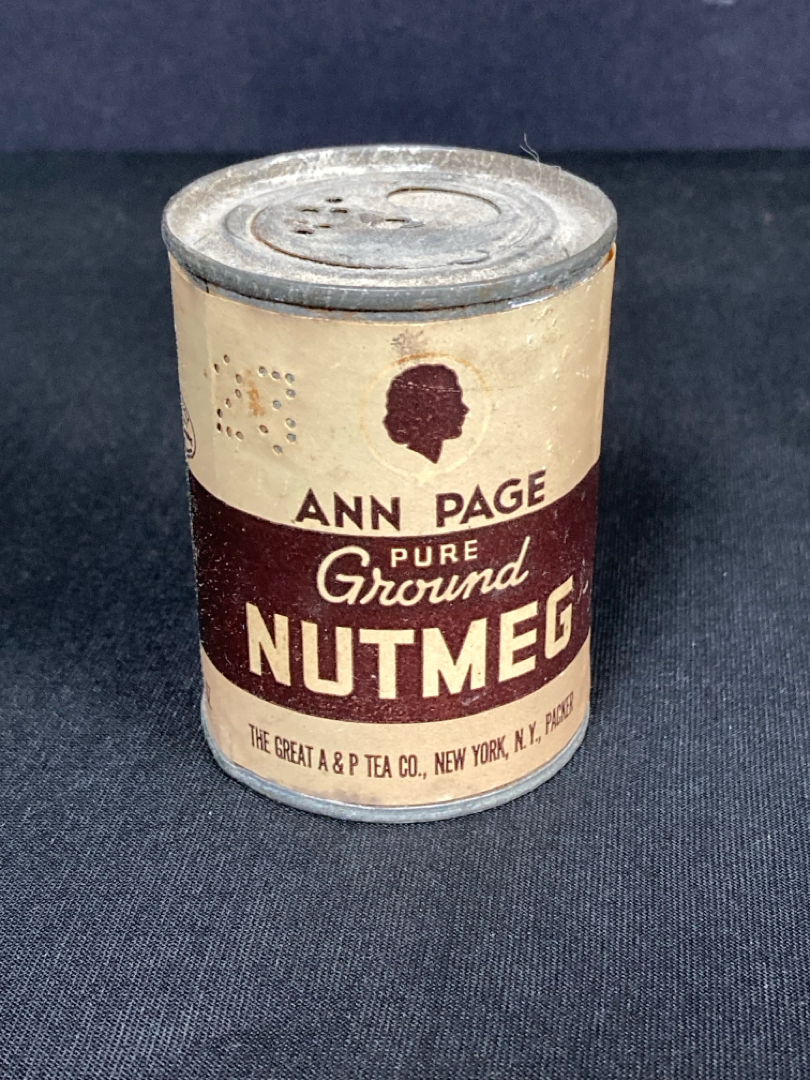 ANN PAGE
PURE
Ground
NUTMEG
THE GREAT A & P TEA CO., NEW YORK, N.Y., PACKER